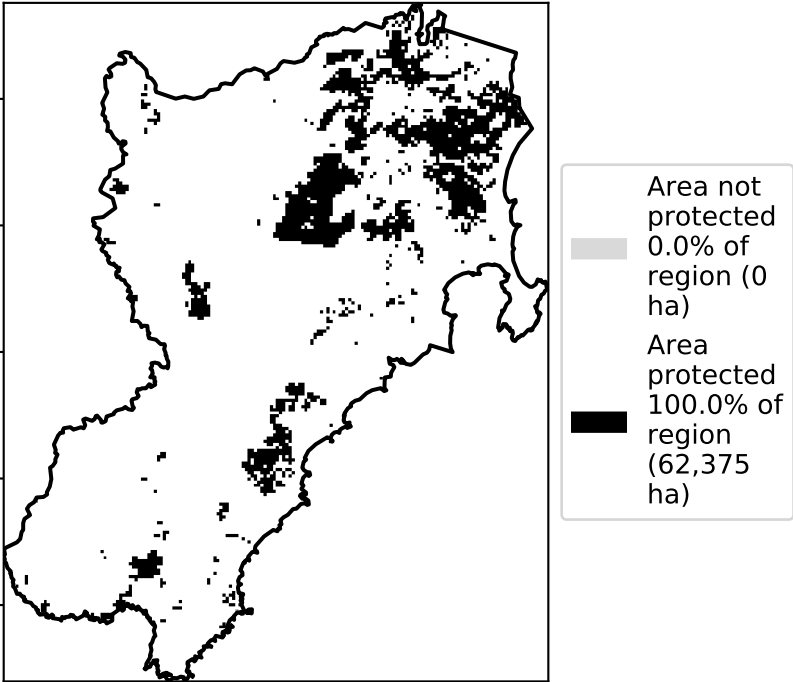 Area not
protected
0.0% of
region (0
ha)
Area
protected
100.0% of
region
(62,375
ha)